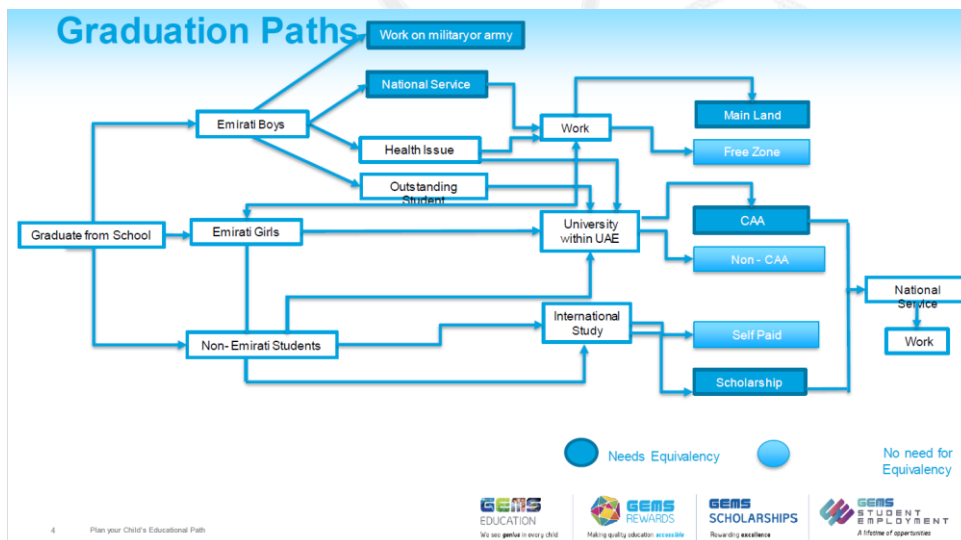 Graduation Paths
Work on militaryor army
National Service
Emirati Boys
Work
Main Land
Health Issue
Free Zone
Outstanding
Student
Graduate from School
Emirati Girls
University
within UAE
CAA
Non - CAA
National
Service
International
Study
Non- Emirati Students
Self Paid
Work
Scholarship
Needs Equivalency
No need for
Equivalency
4
Plan your Child's Educational Path
GEMS
EDUCATION
We see genius in every child
GEMS
REWARDS
Making quality education accessible
GEMS
SCHOLARSHIPS
Rewarding excellence
GEMS
STUDENT
EMPLOYMENT
A lifetime of opportunities